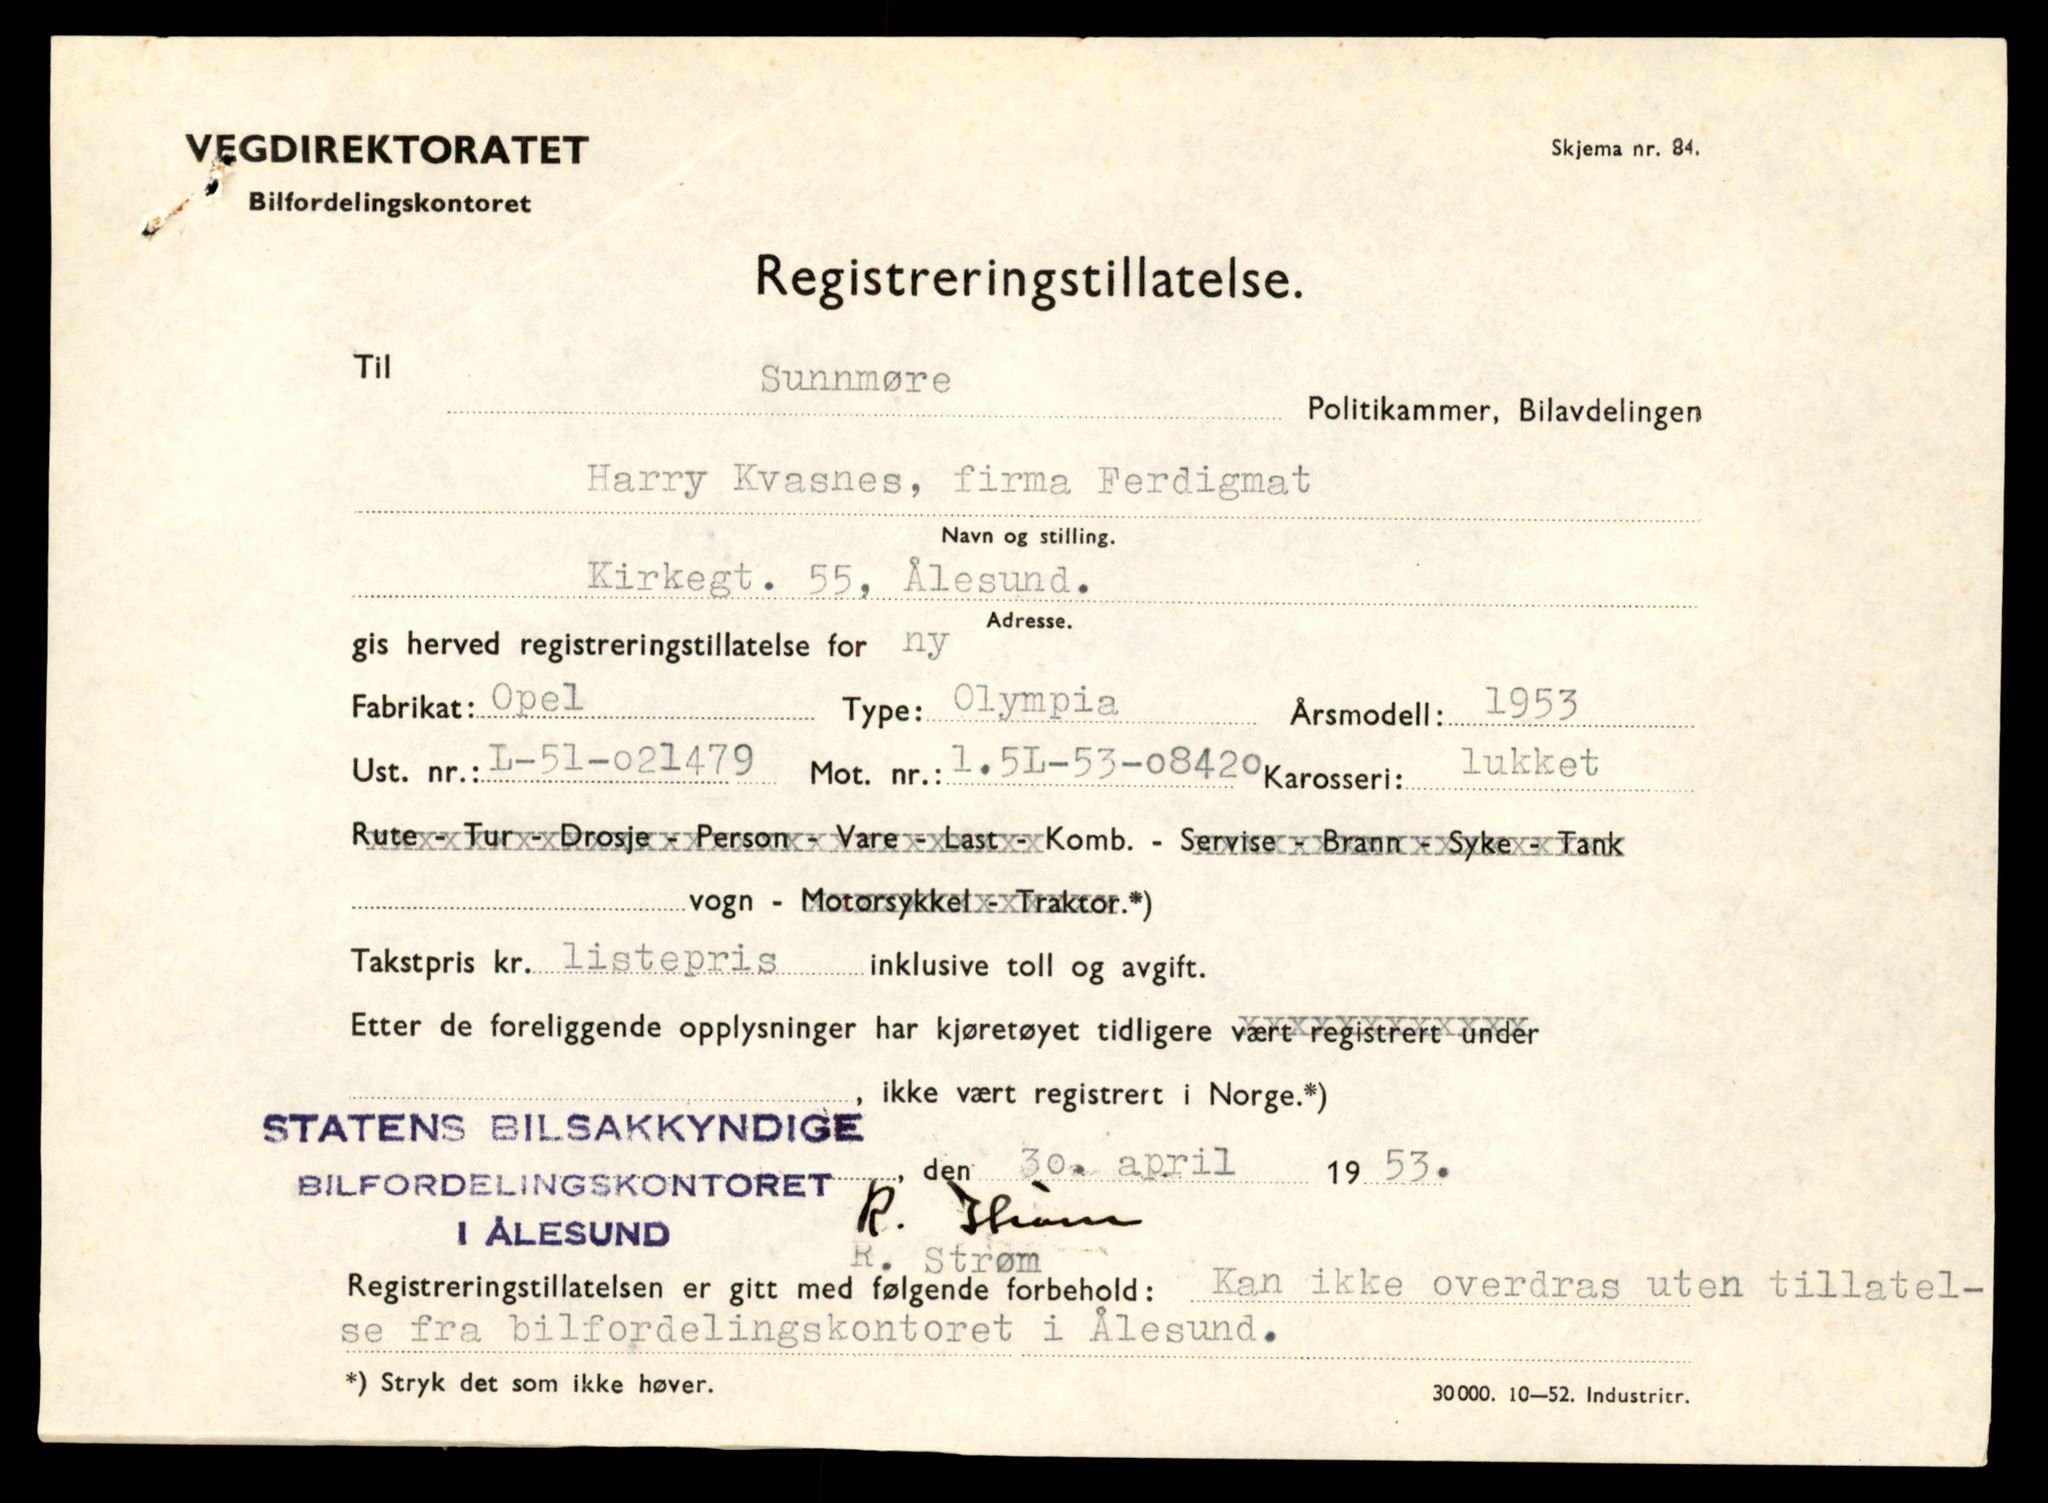 VEGDIREKTORATET
Skjema nr. 84.
Bilfordelingskontoret
Registreringstillatelse.
Til Sunnmøre Politikammer, Bilavdelingen
Harry Kvasnes, firma Ferdigmat
Navn og stilling.
Kirkegt. 55, Ålesund.
Adresse.
gis herved registreringstillatelse for ny
Fabrikat: Opel Type: Olympia Årsmodell: 1953
Ust. nr.: L-51-o21479 Mot. nr.: 1.5L-53-o842o Karosseri: lukket
Rute - Tur - Drosje - Person - Vare - Last - Komb. - Servise - Brann - Syke - Tank
vogn - Motorsykkel - Traktor.*)
Takstpris kr. listepris inklusive toll og avgift.
Etter de foreliggende opplysninger har kjøretøyet tidligere vært registrert under
, ikke vært registrert i Norge.*)
STATENS BILSAKKYNDIGE
, den 3o. april 19 53.
BILFORDELINGSKONTORET
I ÅLESUND
R. Strøm
R. Strøm
Registreringstillatelsen er gitt med følgende forbehold: Kan ikke overdras uten tillatel-
se fra bilfordelingskontoret i Ålesund.
*) Stryk det som ikke høver.
30000. 10—52. Industritr.